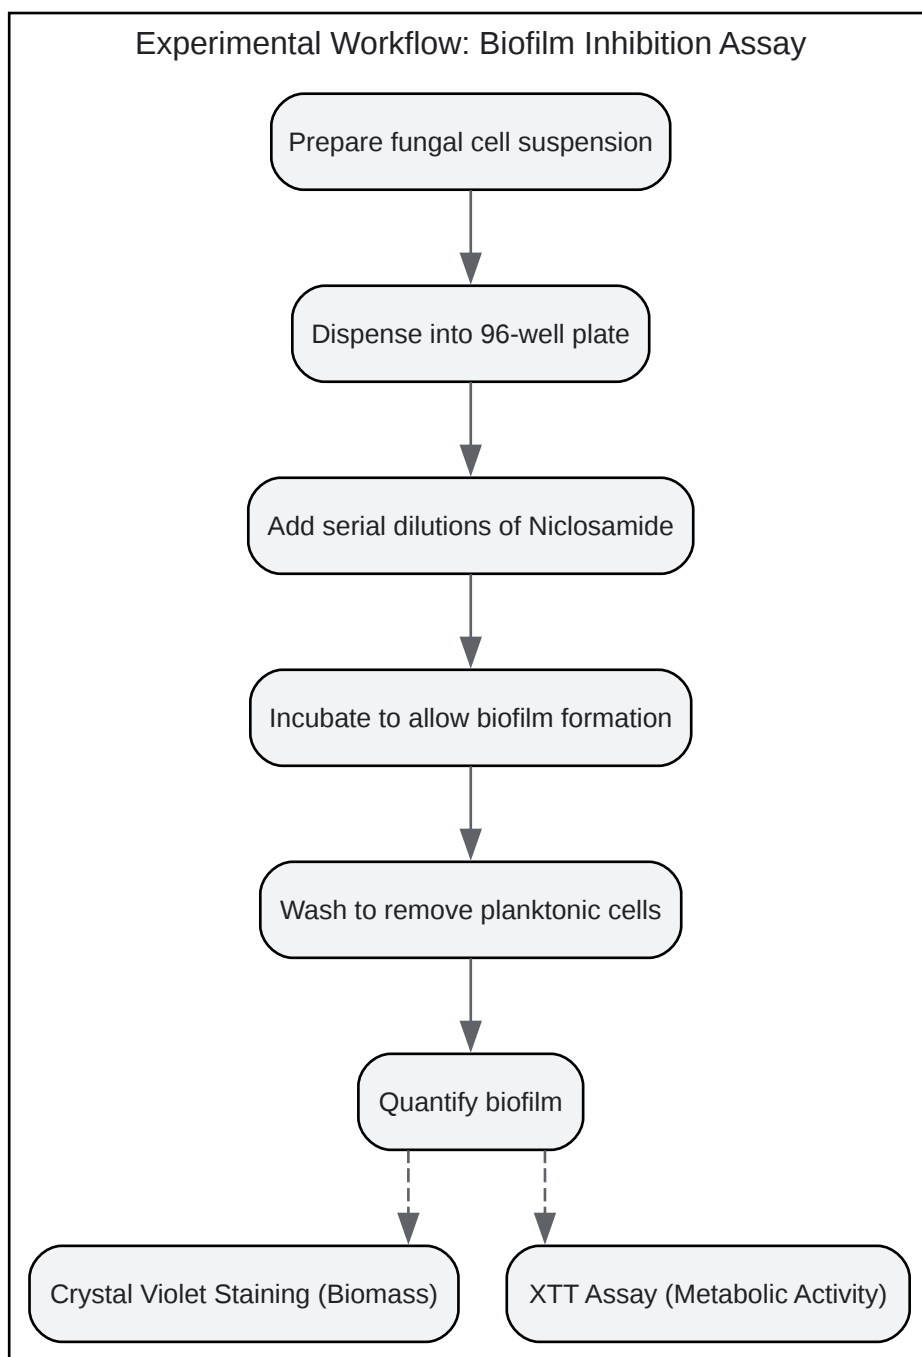 Experimental Workflow: Biofilm Inhibition Assay
Prepare fungal cell suspension
Dispense into 96-well plate
Add serial dilutions of Niclosamide
Incubate to allow biofilm formation
Wash to remove planktonic cells
Quantify biofilm
Crystal Violet Staining (Biomass)
XTT Assay (Metabolic Activity)